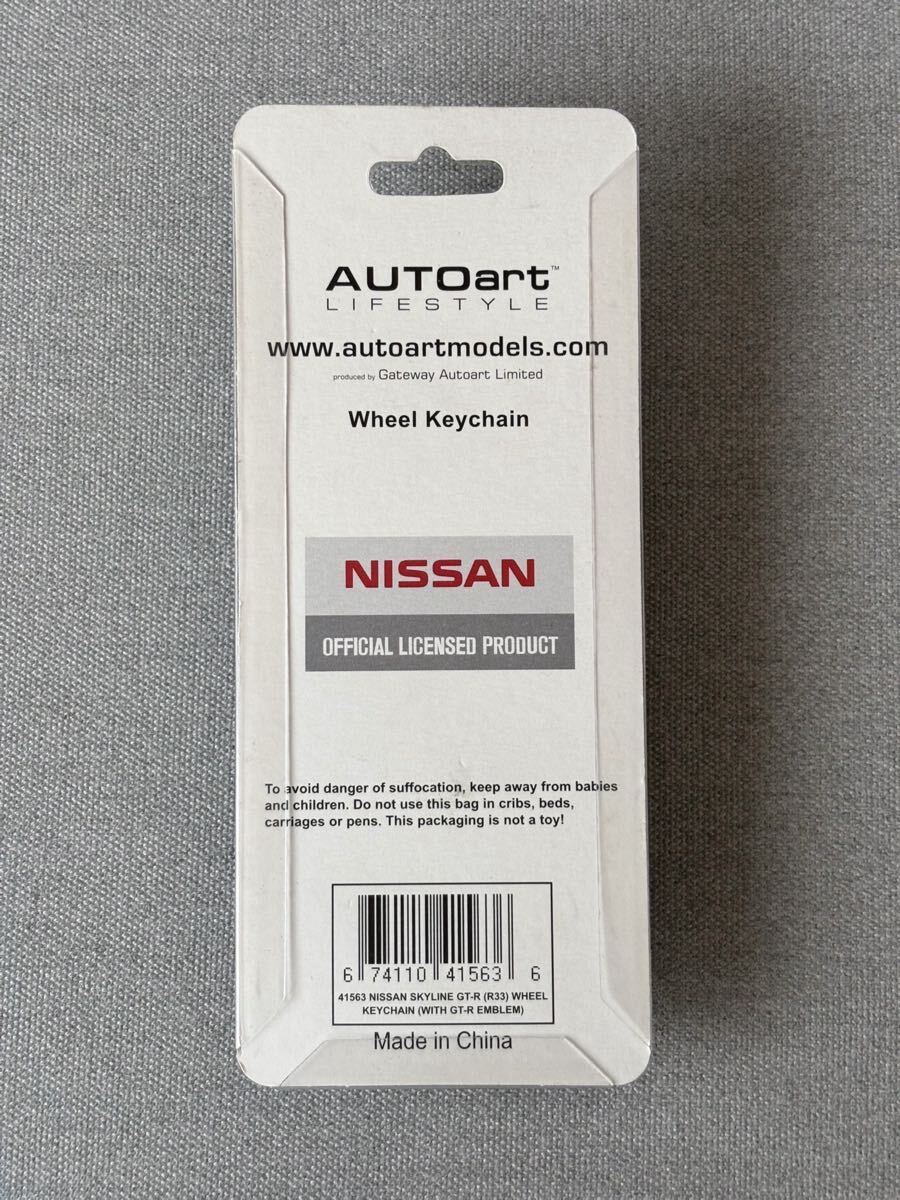 AUTOart™
LIFESTYLE
www.autoartmodels.com
produced by Gateway Autoart Limited
Wheel Keychain
NISSAN
OFFICIAL LICENSED PRODUCT
To avoid danger of suffocation, keep away from babies
and children. Do not use this bag in cribs, beds,
carriages or pens. This packaging is not a toy!
6 74110 41563 6
41563 NISSAN SKYLINE GT-R (R33) WHEEL
KEYCHAIN (WITH GT-R EMBLEM)
Made in China